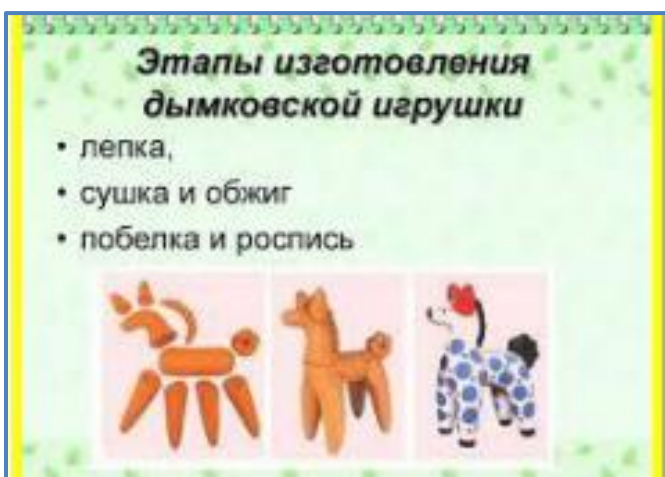 Этапы изготовления
дымковской игрушки
• лепка,
• сушка и обжиг
• побелка и роспись